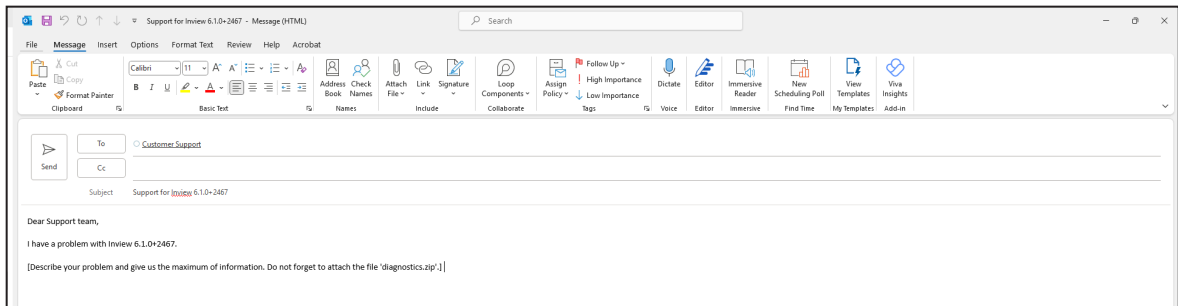 Support for Inview 6.1.0+2467 - Message (HTML)
Search
File Message Insert Options Format Text Review Help Acrobat
Paste
Cut
Copy
Format Painter
Clipboard
Calibri 11
B I U
Basic Text
Address Book
Check Names
Names
Attach File
Link
Signature
Include
Loop Components
Collaborate
Assign Policy
Follow Up
High Importance
Low Importance
Tags
Dictate
Voice
Editor
Editor
Immersive Reader
Immersive
New Scheduling Poll
Find Time
View Templates
My Templates
Viva Insights
Add-in
Send
To
Customer Support
Cc
Subject
Support for Inview 6.1.0+2467
Dear Support team,
I have a problem with Inview 6.1.0+2467.
[Describe your problem and give us the maximum of information. Do not forget to attach the file 'diagnostics.zip'.]